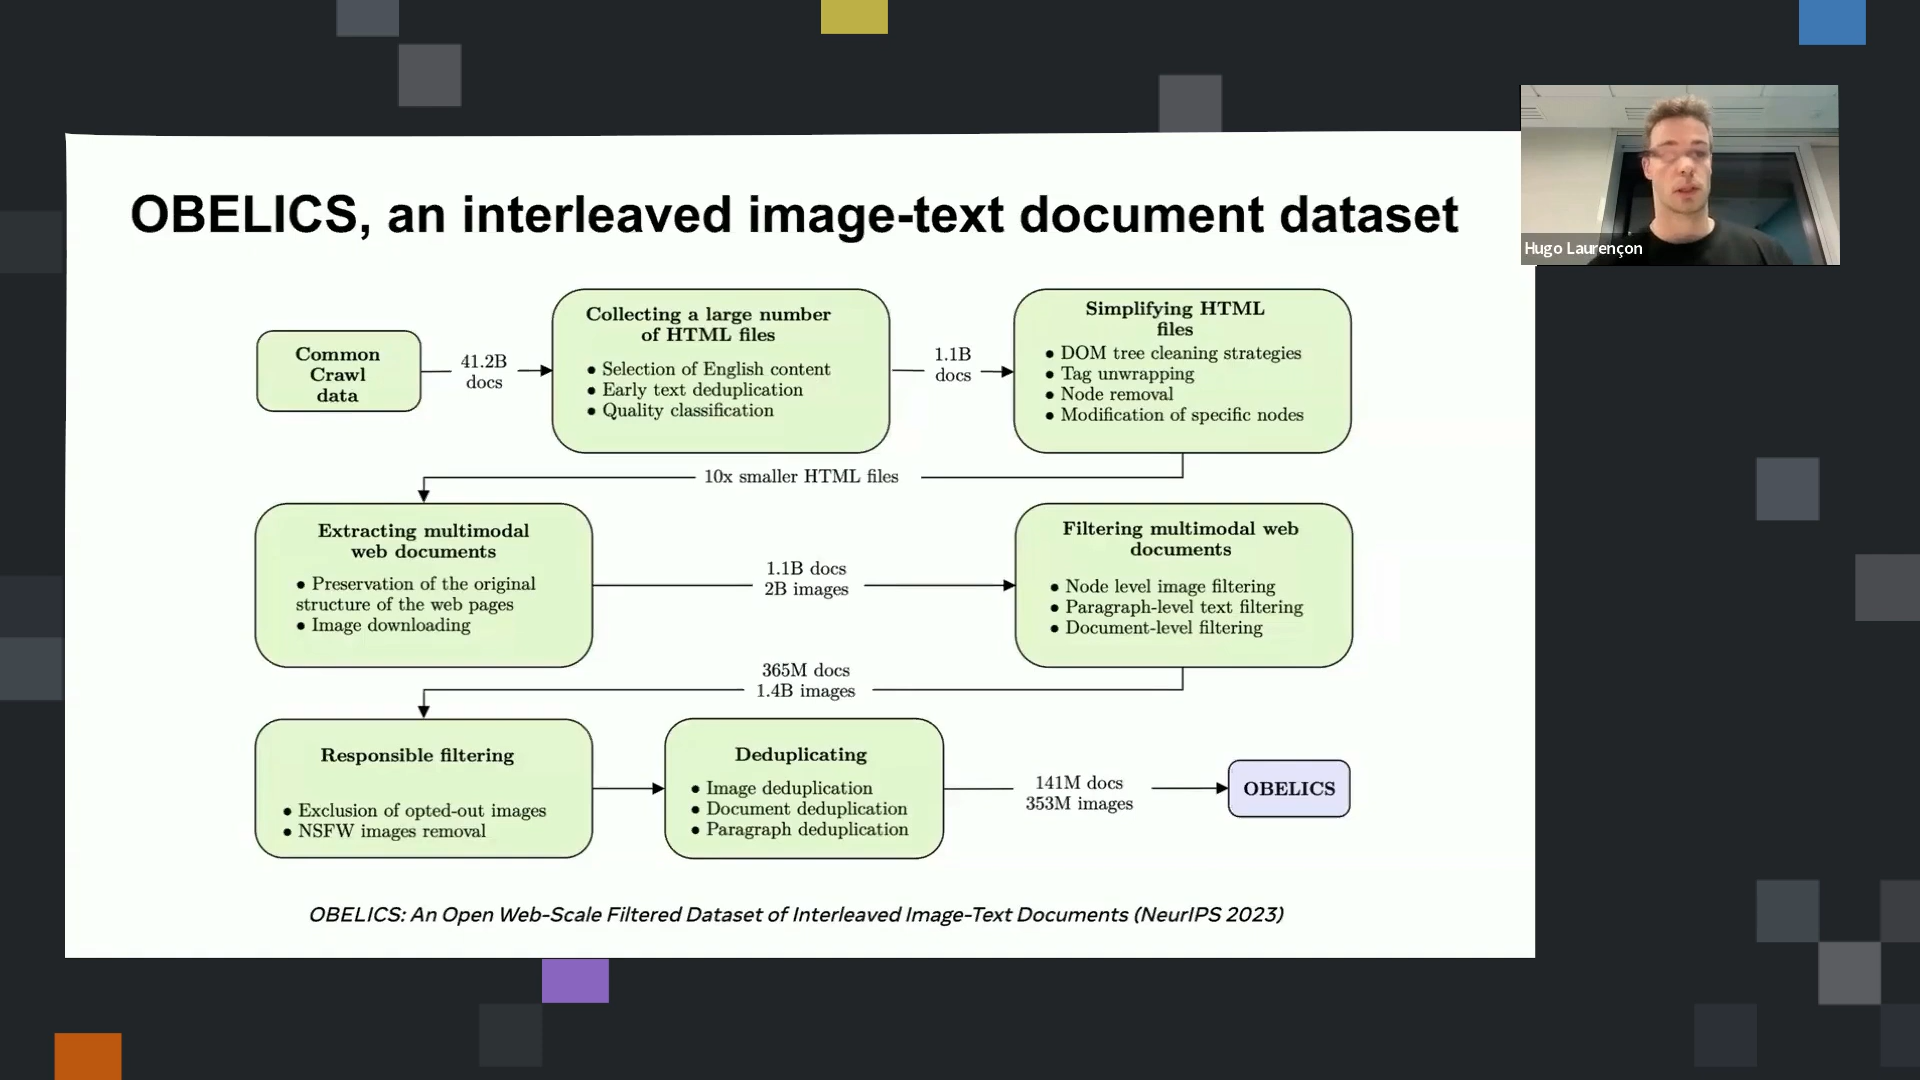 OBELICS, an interleaved image-text document dataset
Hugo Laurençon
Common
Crawl
data
41.2B
docs
Collecting a large number
of HTML files
● Selection of English content
● Early text deduplication
● Quality classification
1.1B
docs
Simplifying HTML
files
● DOM tree cleaning strategies
● Tag unwrapping
● Node removal
● Modification of specific nodes
10x smaller HTML files
Extracting multimodal
web documents
● Preservation of the original
structure of the web pages
● Image downloading
1.1B docs
2B images
Filtering multimodal web
documents
● Node level image filtering
● Paragraph-level text filtering
● Document-level filtering
365M docs
1.4B images
Responsible filtering
● Exclusion of opted-out images
● NSFW images removal
Deduplicating
● Image deduplication
● Document deduplication
● Paragraph deduplication
141M docs
353M images
OBELICS
OBELICS: An Open Web-Scale Filtered Dataset of Interleaved Image-Text Documents (NeurIPS 2023)